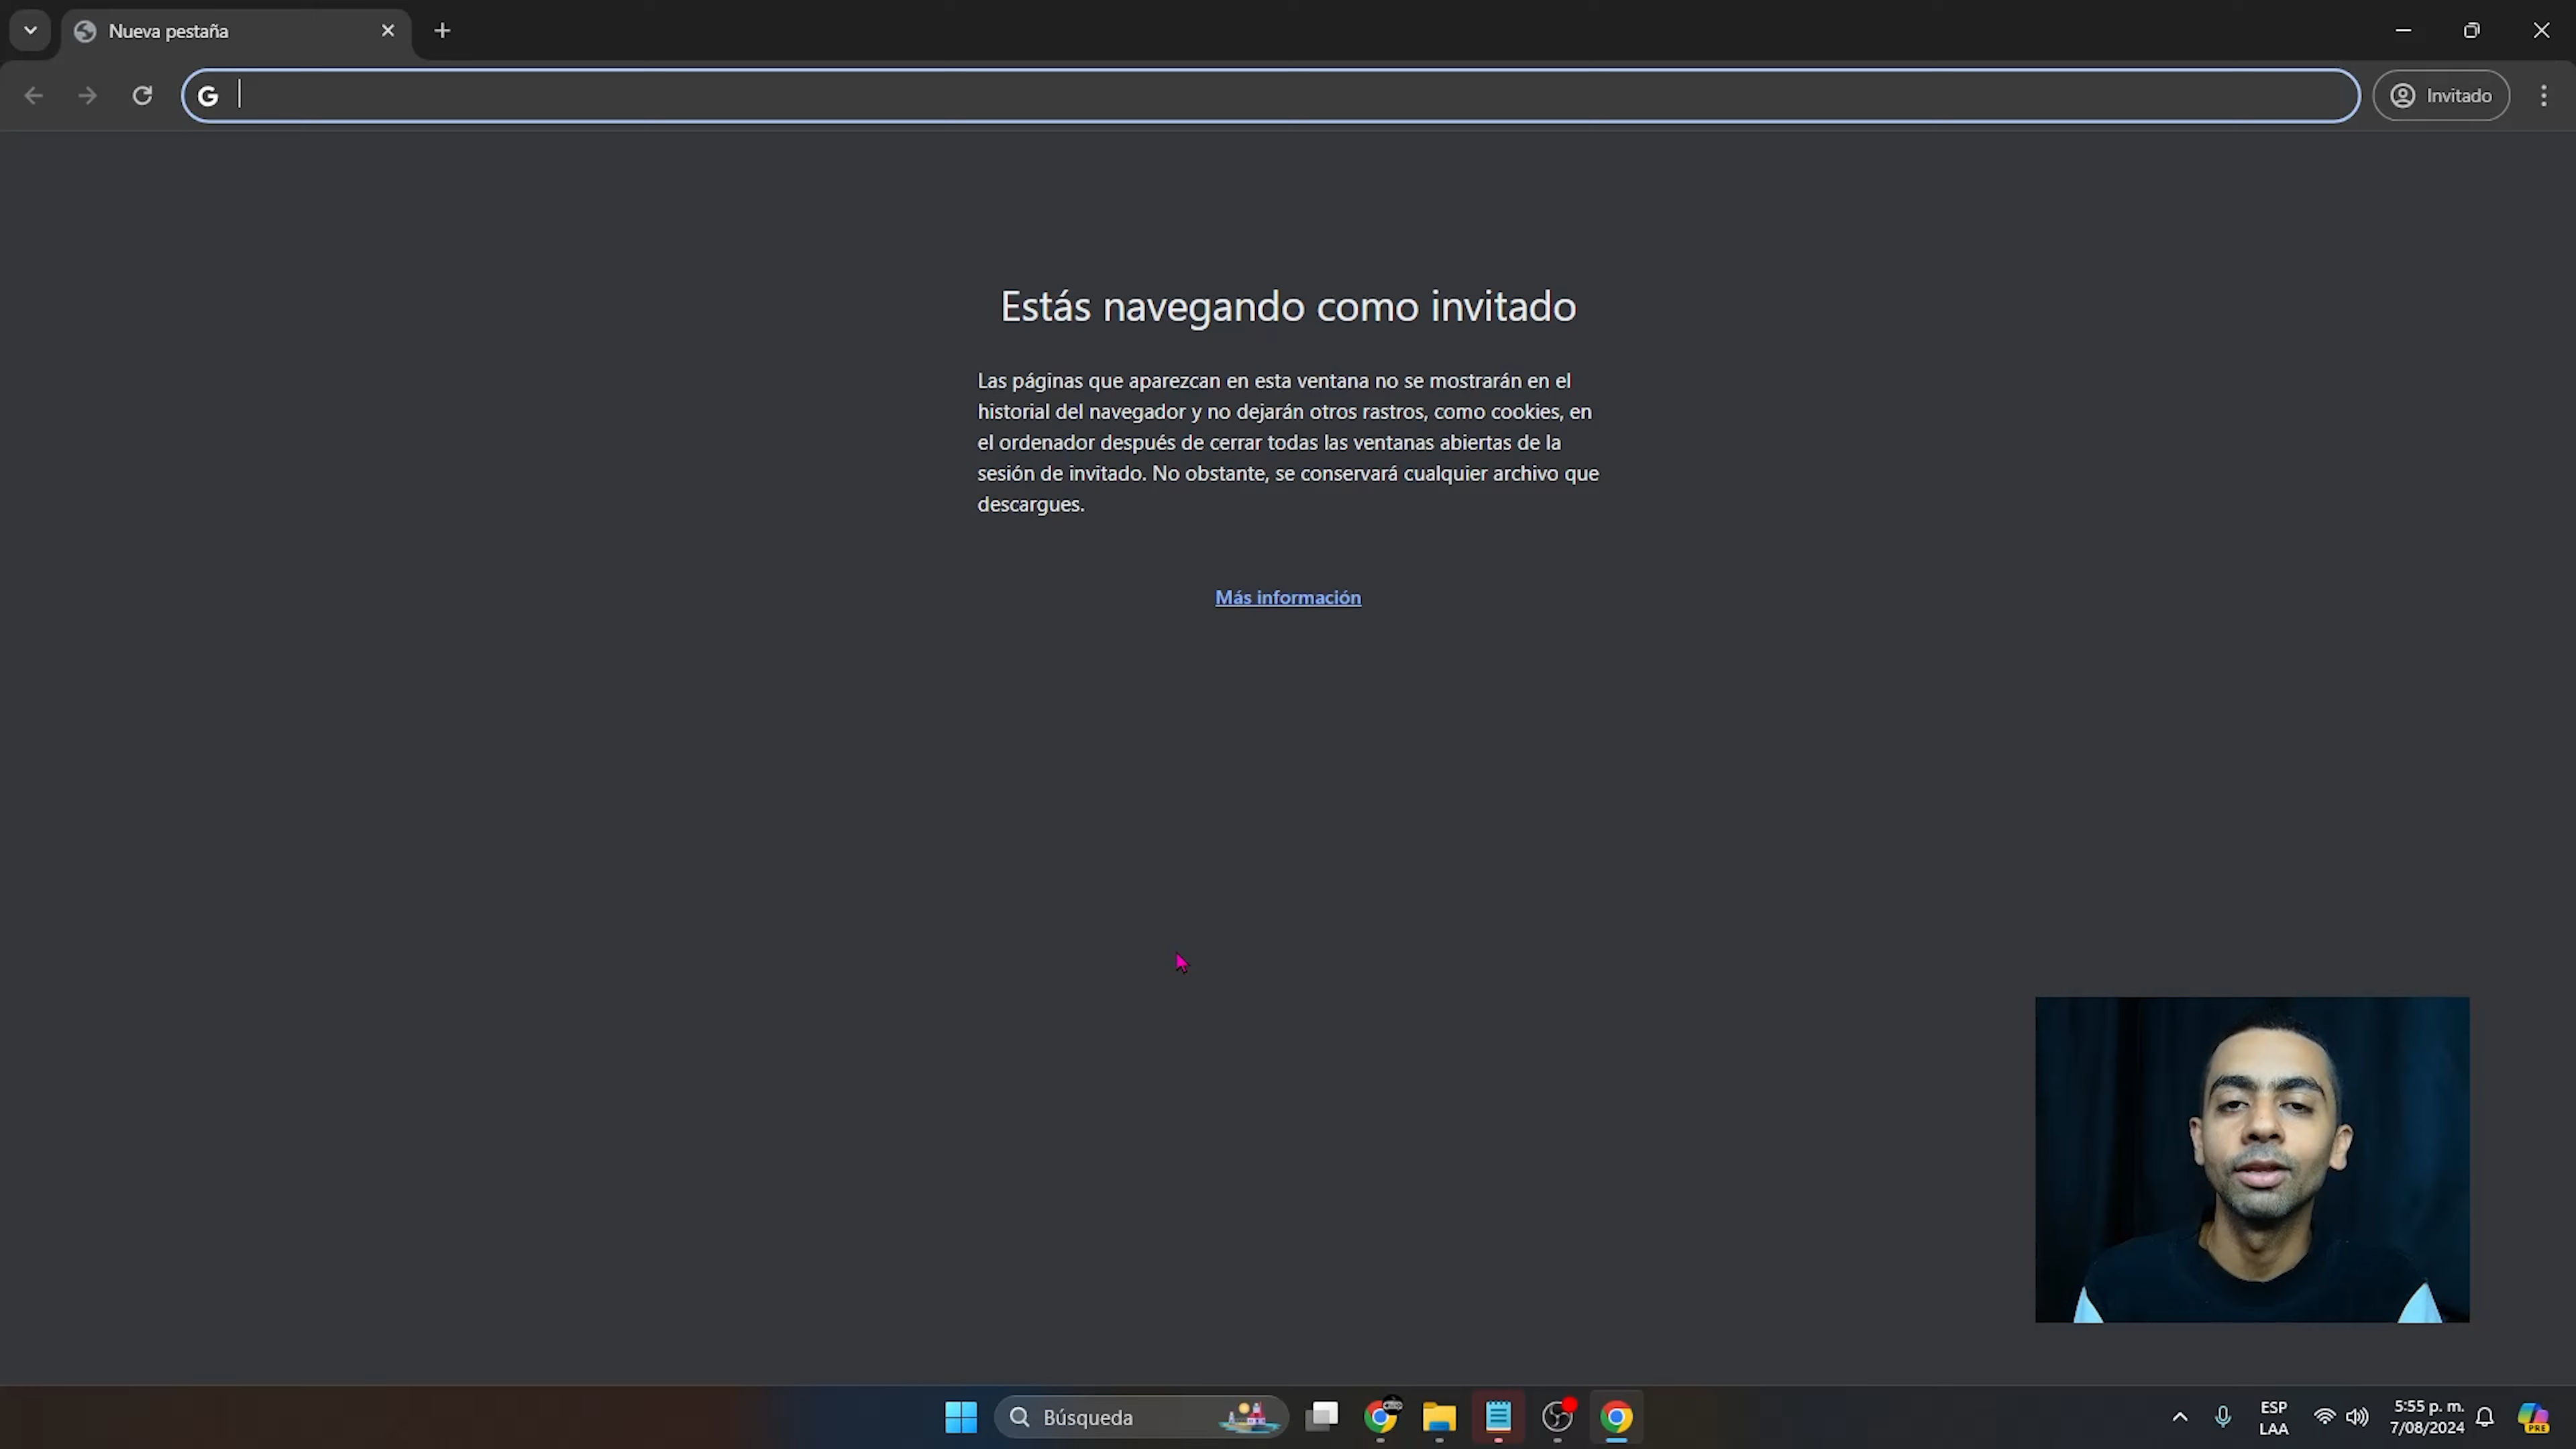 Nueva pestaña
Invitado
Estás navegando como invitado
Las páginas que aparezcan en esta ventana no se mostrarán en el
historial del navegador y no dejarán otros rastros, como cookies, en
el ordenador después de cerrar todas las ventanas abiertas de la
sesión de invitado. No obstante, se conservará cualquier archivo que
descargues.
Más información
Búsqueda
ESP
LAA
5:55 p. m.
7/08/2024
PRE